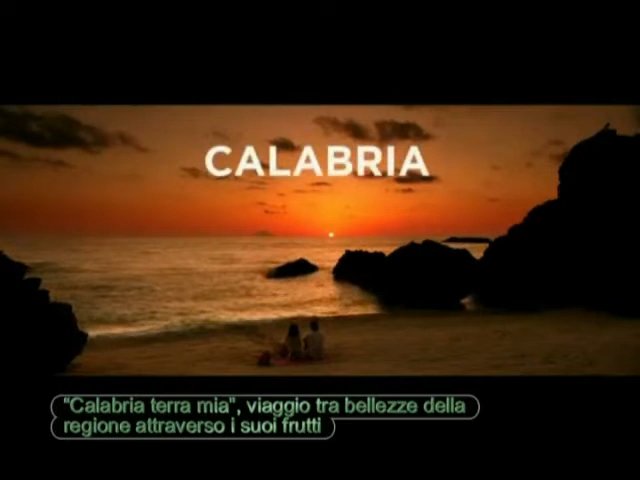 CALABRIA
"Calabria terra mia", viaggio tra bellezze della
regione attraverso i suoi frutti